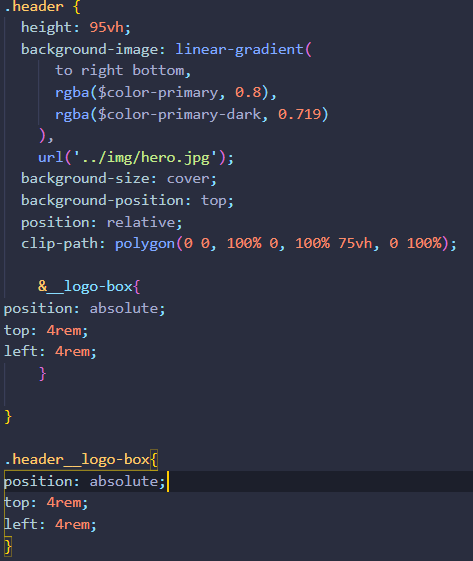 .header {
  height: 95vh;
  background-image: linear-gradient(
      to right bottom,
      rgba($color-primary, 0.8),
      rgba($color-primary-dark, 0.719)
    ),
    url('../img/hero.jpg');
  background-size: cover;
  background-position: top;
  position: relative;
  clip-path: polygon(0 0, 100% 0, 100% 75vh, 0 100%);

    &__logo-box{
position: absolute;
top: 4rem;
left: 4rem;
    }

}

.header__logo-box{
position: absolute;
top: 4rem;
left: 4rem;
}